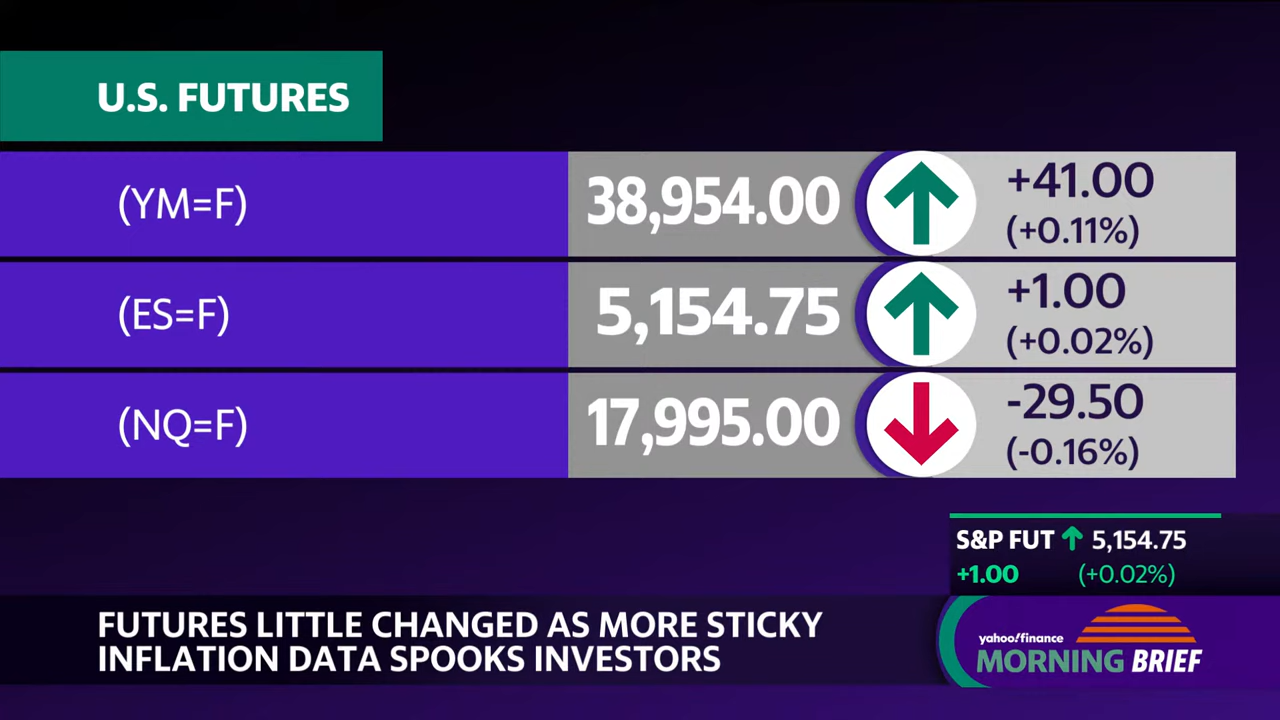 U.S. FUTURES
(YM=F) 38,954.00 +41.00
(+0.11%)
(ES=F) 5,154.75 +1.00
(+0.02%)
(NQ=F) 17,995.00 -29.50
(-0.16%)
S&P FUT 5,154.75
+1.00 (+0.02%)
FUTURES LITTLE CHANGED AS MORE STICKY
INFLATION DATA SPOOKS INVESTORS
yahoo!finance
MORNING BRIEF